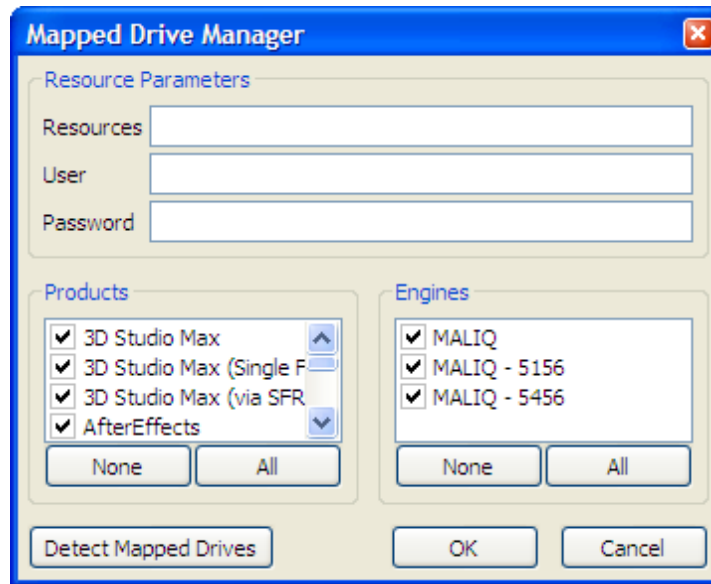 Mapped Drive Manager
Resource Parameters
Resources
User
Password
Products
3D Studio Max
3D Studio Max (Single F
3D Studio Max (via SFR
AfterEffects
None All
Engines
MALIQ
MALIQ - 5156
MALIQ - 5456
None All
Detect Mapped Drives OK Cancel